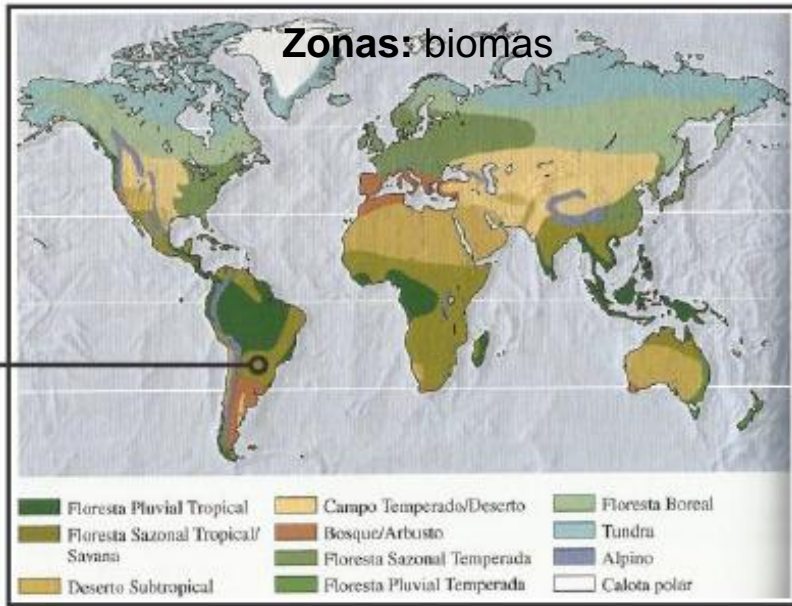 Zonas: biomas
Floresta Pluvial Tropical
Floresta Sazonal Tropical/
Savana
Deserto Subtropical
Campo Temperado/Deserto
Bosque/Arbusto
Floresta Sazonal Temperada
Floresta Pluvial Temperada
Floresta Boreal
Tundra
Alpino
Calota polar